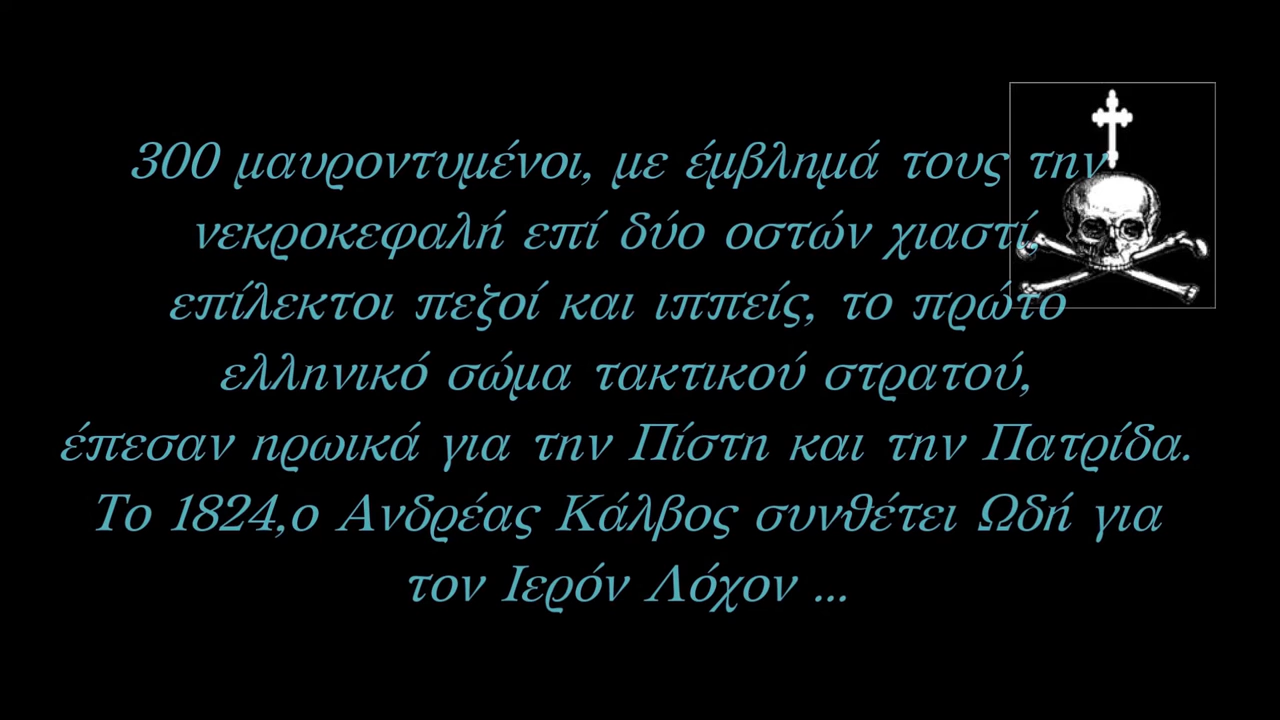 300 μαυροντυμένοι, με έμβλημά τους την
νεκροκεφαλή επί δύο οστών χιαστί,
επίλεκτοι πεζοί και ιππείς, το πρώτο
ελληνικό σώμα τακτικού στρατού,
έπεσαν ηρωικά για την Πίστη και την Πατρίδα.
Το 1824,ο Ανδρέας Κάλβος συνθέτει Ωδή για
τον Ιερόν Λόχον ...